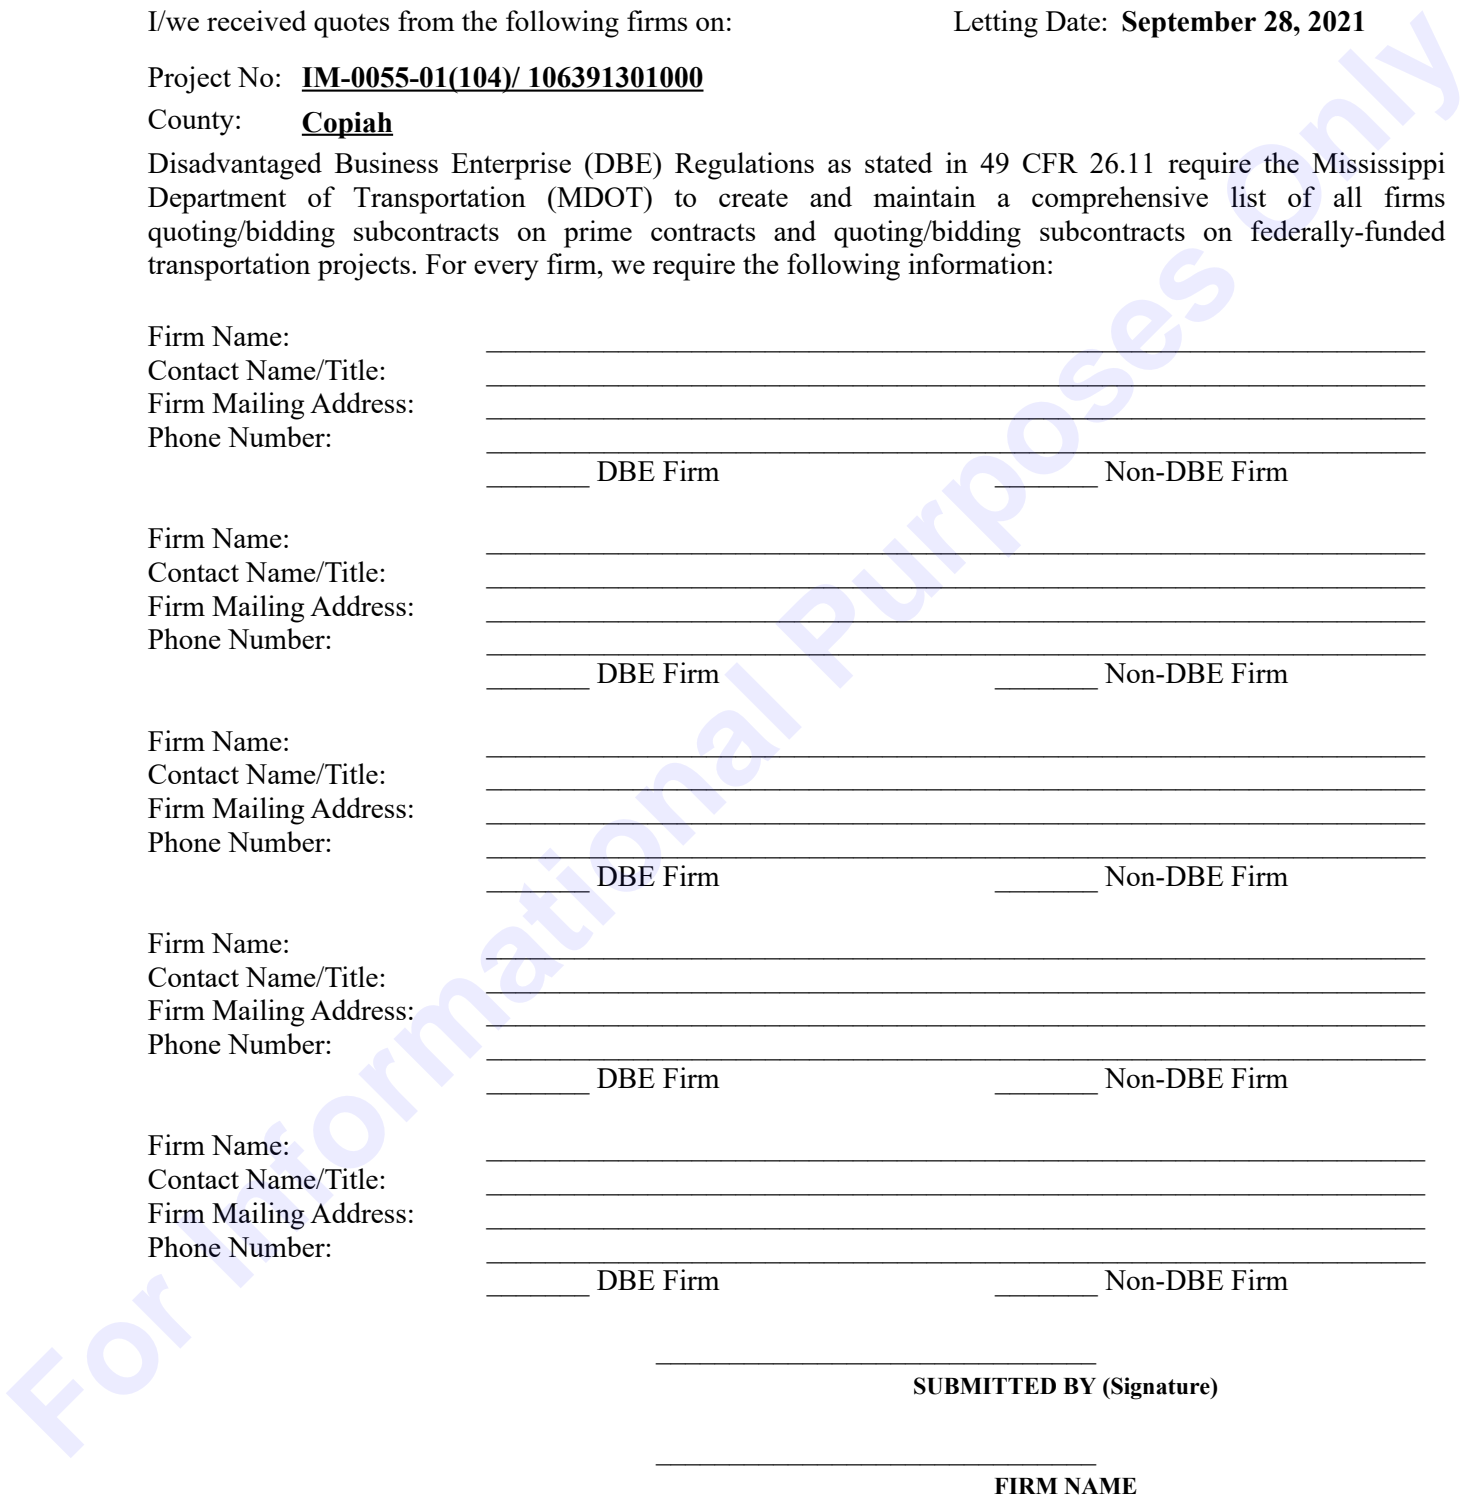 I/we received quotes from the following firms on: Letting Date: September 28, 2021
Project No: IM-0055-01(104)/ 106391301000
County: Copiah
Disadvantaged Business Enterprise (DBE) Regulations as stated in 49 CFR 26.11 require the Mississippi
Department of Transportation (MDOT) to create and maintain a comprehensive list of all firms
quoting/bidding subcontracts on prime contracts and quoting/bidding subcontracts on federally-funded
transportation projects. For every firm, we require the following information:
Firm Name:
Contact Name/Title:
Firm Mailing Address:
Phone Number:
DBE Firm Non-DBE Firm
Firm Name:
Contact Name/Title:
Firm Mailing Address:
Phone Number:
DBE Firm Non-DBE Firm
Firm Name:
Contact Name/Title:
Firm Mailing Address:
Phone Number:
DBE Firm Non-DBE Firm
Firm Name:
Contact Name/Title:
Firm Mailing Address:
Phone Number:
DBE Firm Non-DBE Firm
Firm Name:
Contact Name/Title:
Firm Mailing Address:
Phone Number:
DBE Firm Non-DBE Firm
SUBMITTED BY (Signature)
FIRM NAME
For Informational Purposes Only